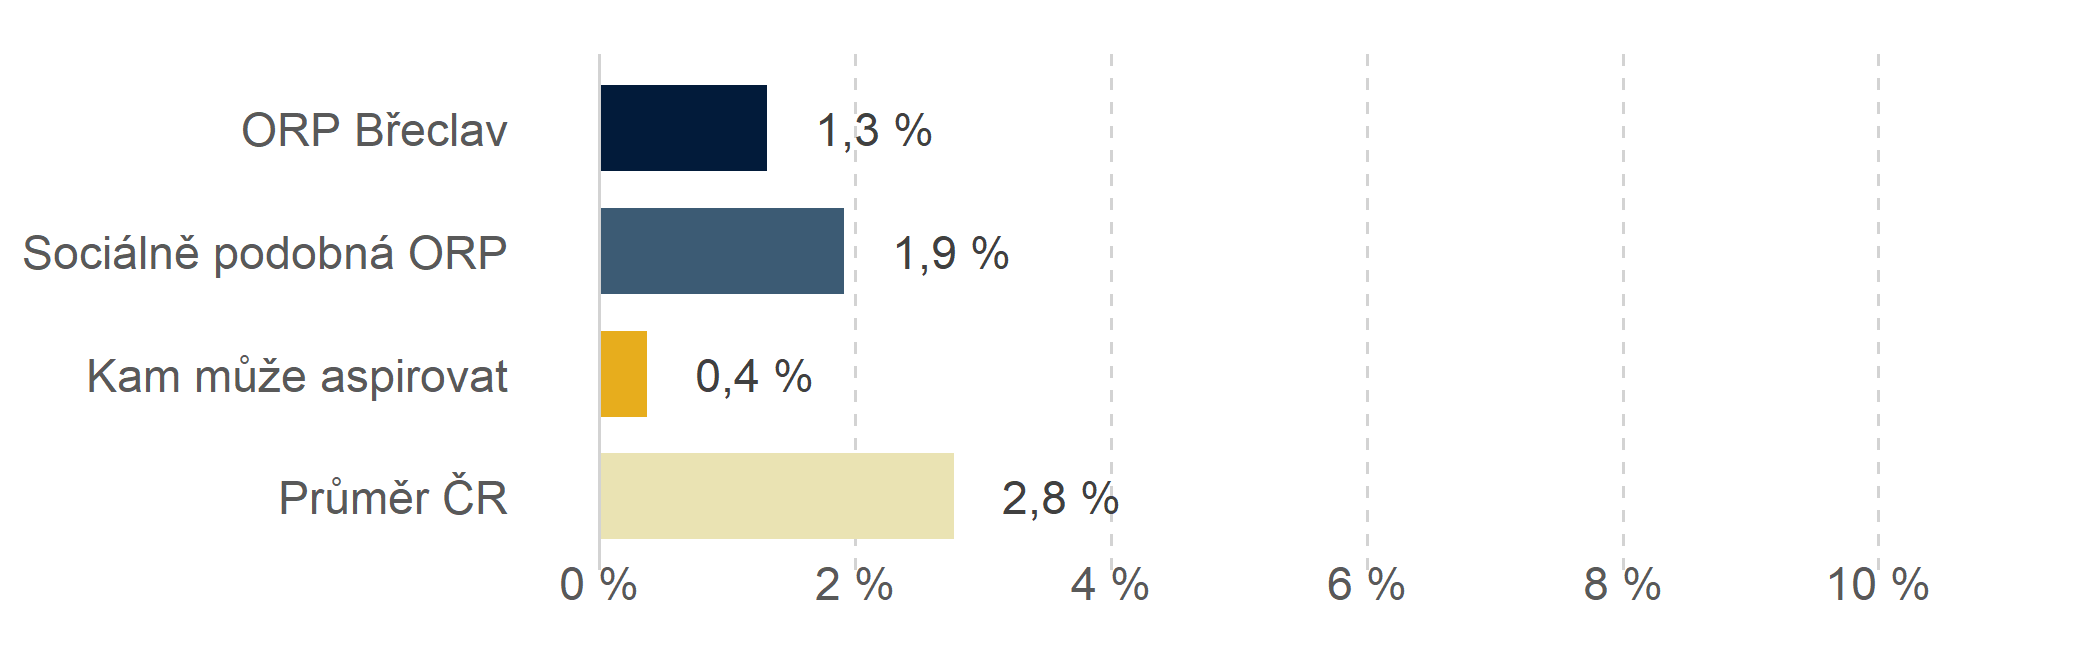 ORP Břeclav 1,3 %
Sociálně podobná ORP 1,9 %
Kam může aspirovat 0,4 %
Průměr ČR 2,8 %
0 % 2 % 4 % 6 % 8 % 10 %